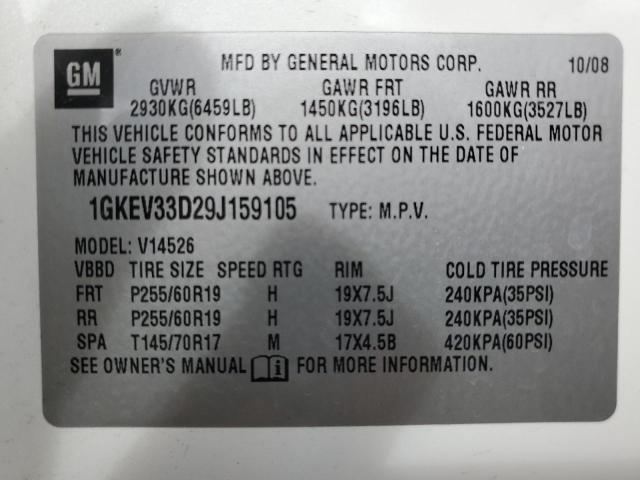 GM ® MFD BY GENERAL MOTORS CORP. 10/08
GVWR GAWR FRT GAWR RR
2930KG(6459LB) 1450KG(3196LB) 1600KG(3527LB)
THIS VEHICLE CONFORMS TO ALL APPLICABLE U.S. FEDERAL MOTOR
VEHICLE SAFETY STANDARDS IN EFFECT ON THE DATE OF
MANUFACTURE SHOWN ABOVE.
1GKEV33D29J159105 TYPE: M.P.V.
MODEL: V14526
VBBD TIRE SIZE SPEED RTG RIM COLD TIRE PRESSURE
FRT P255/60R19 H 19X7.5J 240KPA(35PSI)
RR P255/60R19 H 19X7.5J 240KPA(35PSI)
SPA T145/70R17 M 17X4.5B 420KPA(60PSI)
SEE OWNER'S MANUAL FOR MORE INFORMATION.